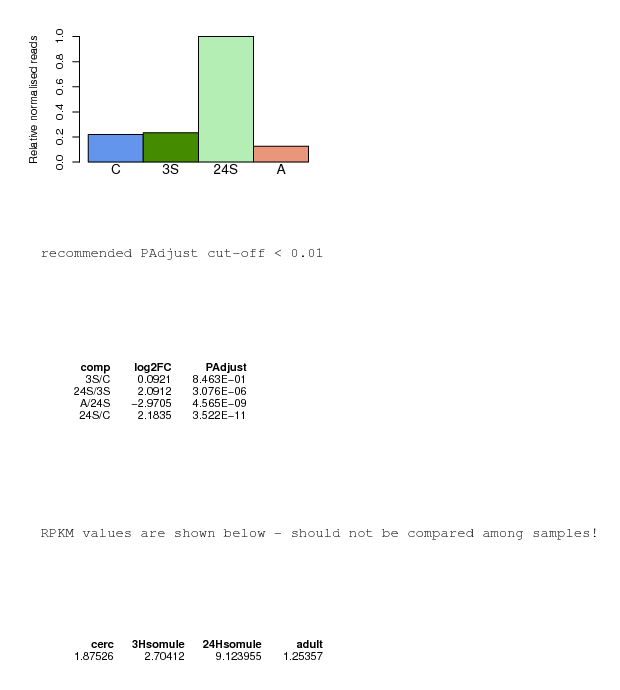 Relative normalised reads
1.0
0.8
0.6
0.4
0.2
0.0
C 3S 24S A
recommended PAdjust cut-off < 0.01
comp log2FC PAdjust
3S/C 0.0921 8.463E-01
24S/3S 2.0912 3.076E-06
A/24S -2.9705 4.565E-09
24S/C 2.1835 3.522E-11
RPKM values are shown below - should not be compared among samples!
cerc 3Hsomule 24Hsomule adult
1.87526 2.70412 9.123955 1.25357